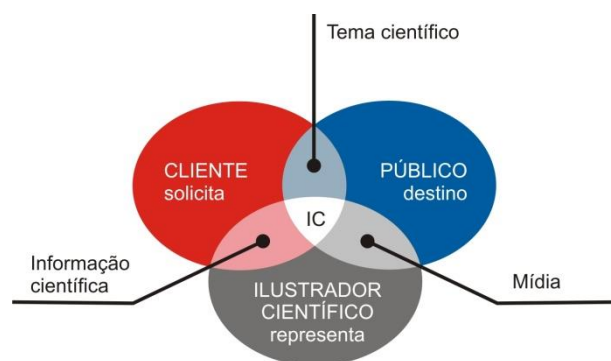 Tema científico
CLIENTE
solicita
PÚBLICO
destino
IC
Informação
científica
Mídia
ILUSTRADOR
CIENTÍFICO
representa